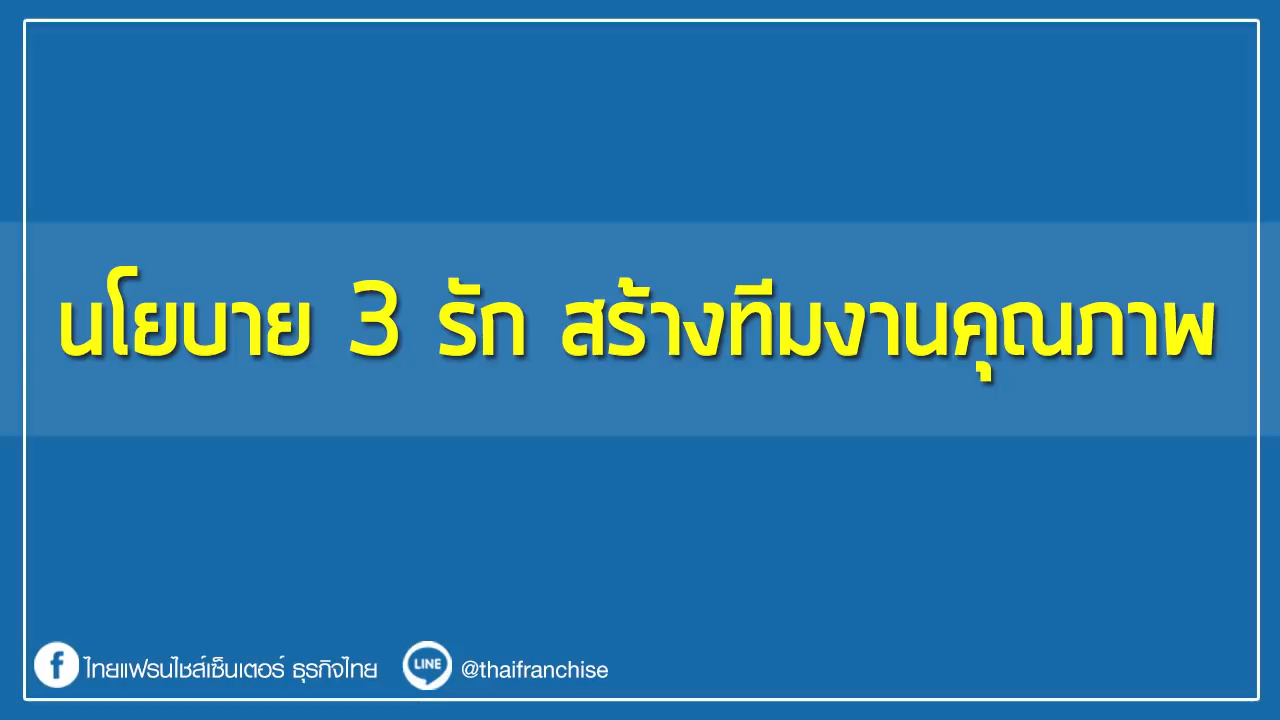 นโยบาย 3 รัก สร้างทีมงานคุณภาพ
f ไทยแฟรนไชส์เซ็นเตอร์ ธุรกิจไทย LINE @thaifranchise